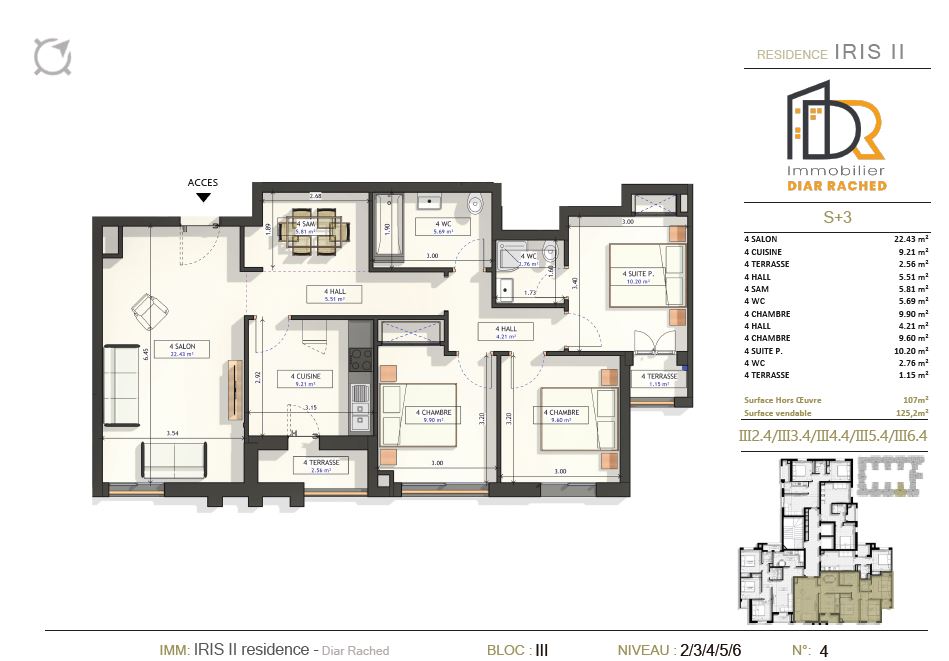 RESIDENCE IRIS II
DR
Immobilier
DIAR RACHED
S+3
4 SALON 22.43 m²
4 CUISINE 9.21 m²
4 TERRASSE 2.56 m²
4 HALL 5.51 m²
4 SAM 5.81 m²
4 WC 5.69 m²
4 CHAMBRE 9.90 m²
4 HALL 4.21 m²
4 CHAMBRE 9.60 m²
4 SUITE P. 10.20 m²
4 WC 2.76 m²
4 TERRASSE 1.15 m²
Surface Hors Œuvre 107m²
Surface vendable 125,2m²
III2.4/III3.4/III4.4/III5.4/III6.4
ACCES
2.68
1.89
4 SAM
5.81 m²
1.90
4 WC
5.69 m²
3.00
4 WC
2.76 m²
1.60
1.73
3.00
3.40
4 SUITE P.
10.20 m²
4 HALL
5.51 m²
4 HALL
4.21 m²
4 SALON
22.43 m²
6.45
3.54
2.92
4 CUISINE
9.21 m²
3.15
4 TERRASSE
2.56 m²
4 CHAMBRE
9.90 m²
3.20
3.00
3.20
4 CHAMBRE
9.60 m²
3.00
4 TERRASSE
1.15 m²
IMM: IRIS II residence - Diar Rached BLOC : III NIVEAU : 2/3/4/5/6 N°: 4